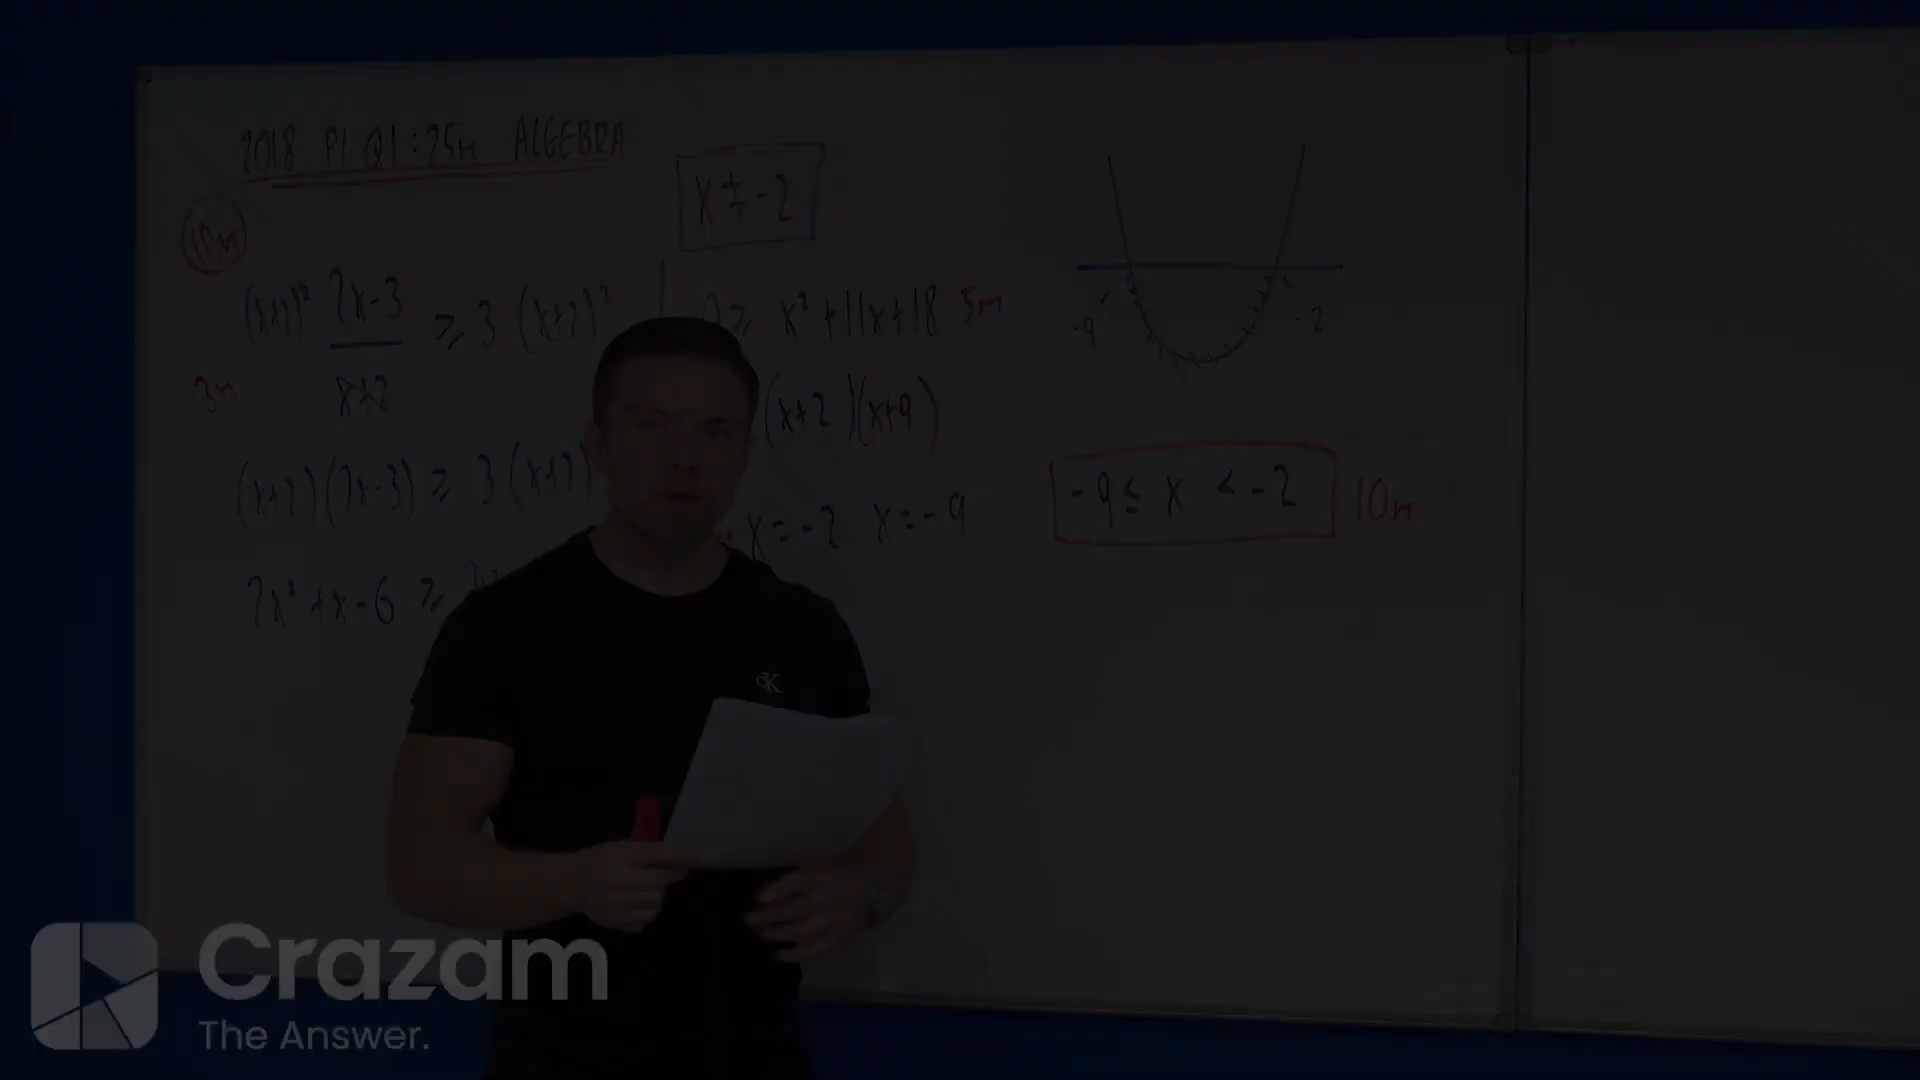 2018 P1 Q1 : 25m ALGEBRA
10m
x ≠ -2
(x+2)² 2x-3 ≥ 3 (x+2)²
x+2
3m
(x+2)(2x-3) ≥ 3 (x+2)
2x² +x-6 ≥
0 ≥ x² +11x+18 5m
(x+2)(x+9)
x = -2 x = -9
-9 -2
-9 ≤ x < -2 10m
cK
Crazam
The Answer.